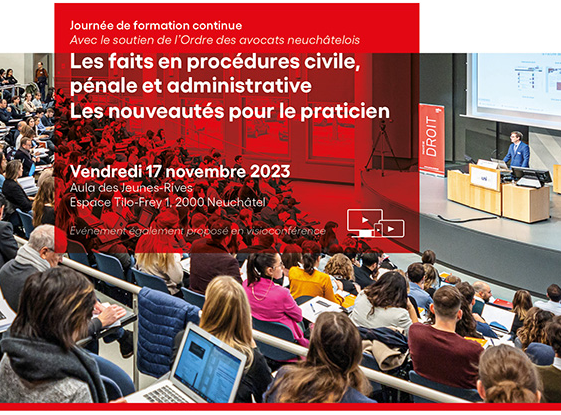 Journée de formation continue
Avec le soutien de l'Ordre des avocats neuchâtelois
Les faits en procédures civile,
pénale et administrative
Les nouveautés pour le praticien
Vendredi 17 novembre 2023
Aula des Jeunes-Rives
Espace Tilo-Frey 1, 2000 Neuchâtel
Evénement également proposé en visioconférence
DROIT